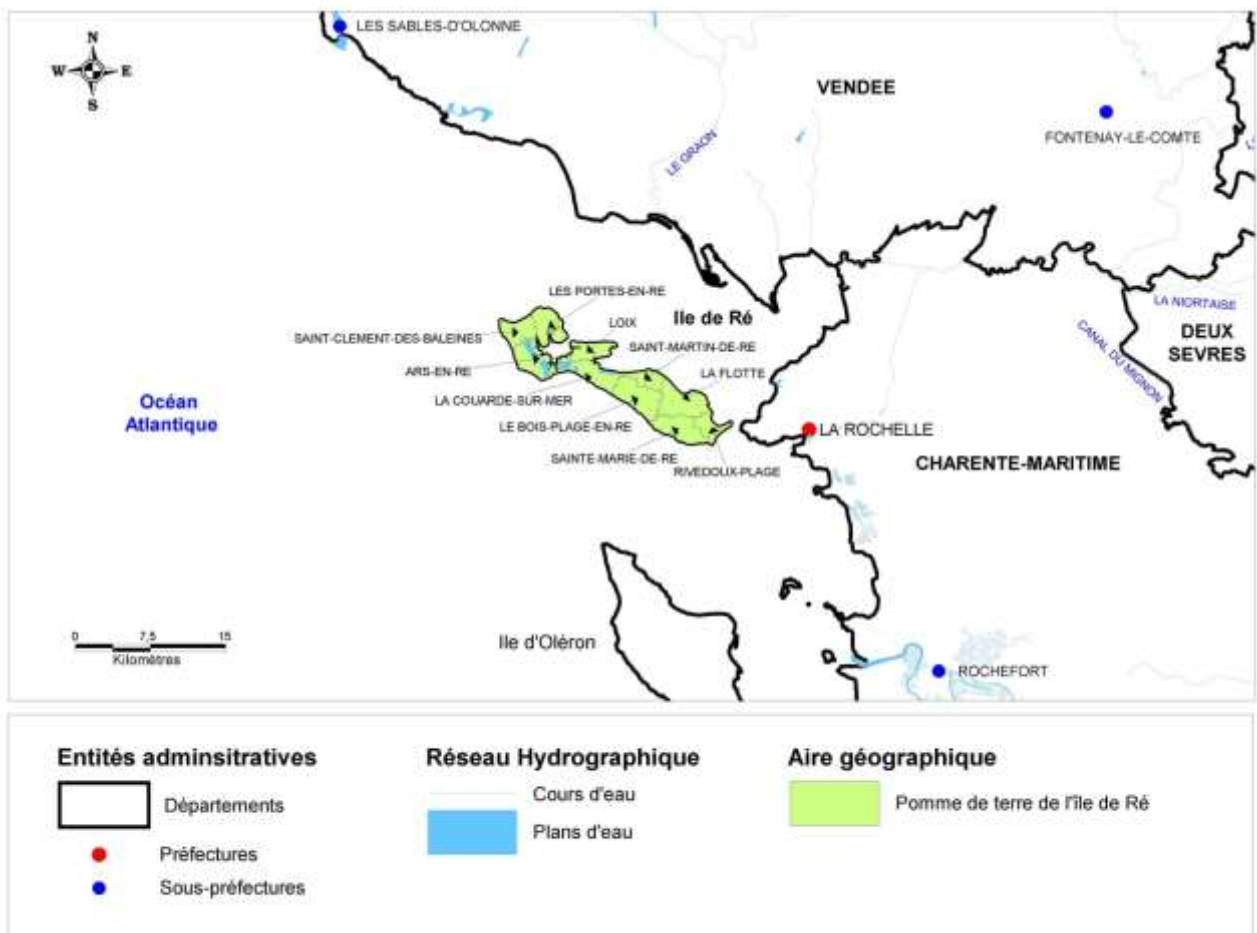 LES SABLES-D'OLONNE
N
W
E
S
VENDEE
FONTENAY-LE-COMTE
LE GRAON
LES PORTES-EN-RE
LA NIORTAISE
SAINT-CLEMENT-DES-BALEINES
LOIX
Ile de Ré
DEUX
SEVRES
CANAL DU MIGNON
SAINT-MARTIN-DE-RE
ARS-EN-RE
LA FLOTTE
LA COUARDE-SUR-MER
Océan
Atlantique
LE BOIS-PLAGE-EN-RE
LA ROCHELLE
SAINTE-MARIE-DE-RE
CHARENTE-MARITIME
RIVEDOUX-PLAGE
0 7,5 15
Kilomètres
Ile d'Oléron
ROCHEFORT
Entités adminsitratives
Départements
Préfectures
Sous-préfectures
Réseau Hydrographique
Cours d'eau
Plans d'eau
Aire géographique
Pomme de terre de l'île de Ré